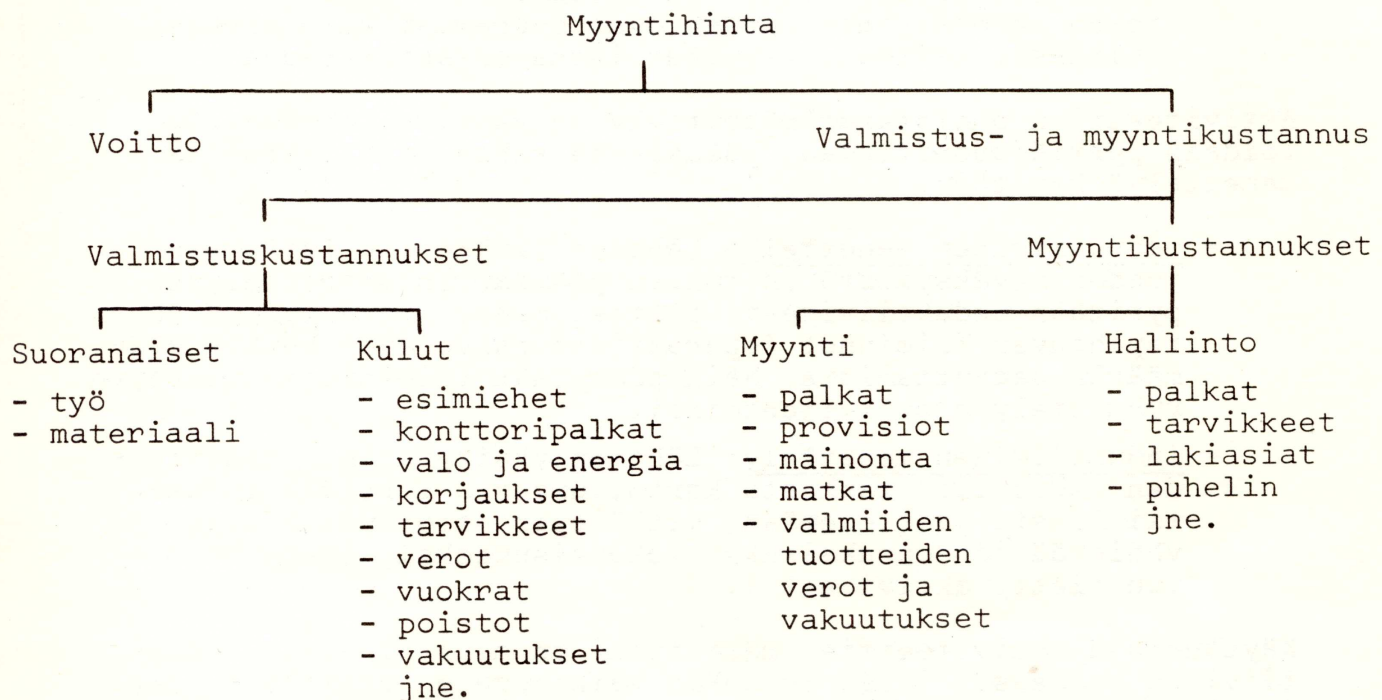 Myyntihinta
Voitto
Valmistus- ja myyntikustannus
Valmistuskustannukset
Myyntikustannukset
Suoranaiset
- työ
- materiaali
Kulut
- esimiehet
- konttoripalkat
- valo ja energia
- korjaukset
- tarvikkeet
- verot
- vuokrat
- poistot
- vakuutukset
jne.
Myynti
- palkat
- provisiot
- mainonta
- matkat
- valmiiden
tuotteiden
verot ja
vakuutukset
Hallinto
- palkat
- tarvikkeet
- lakiasiat
- puhelin
jne.